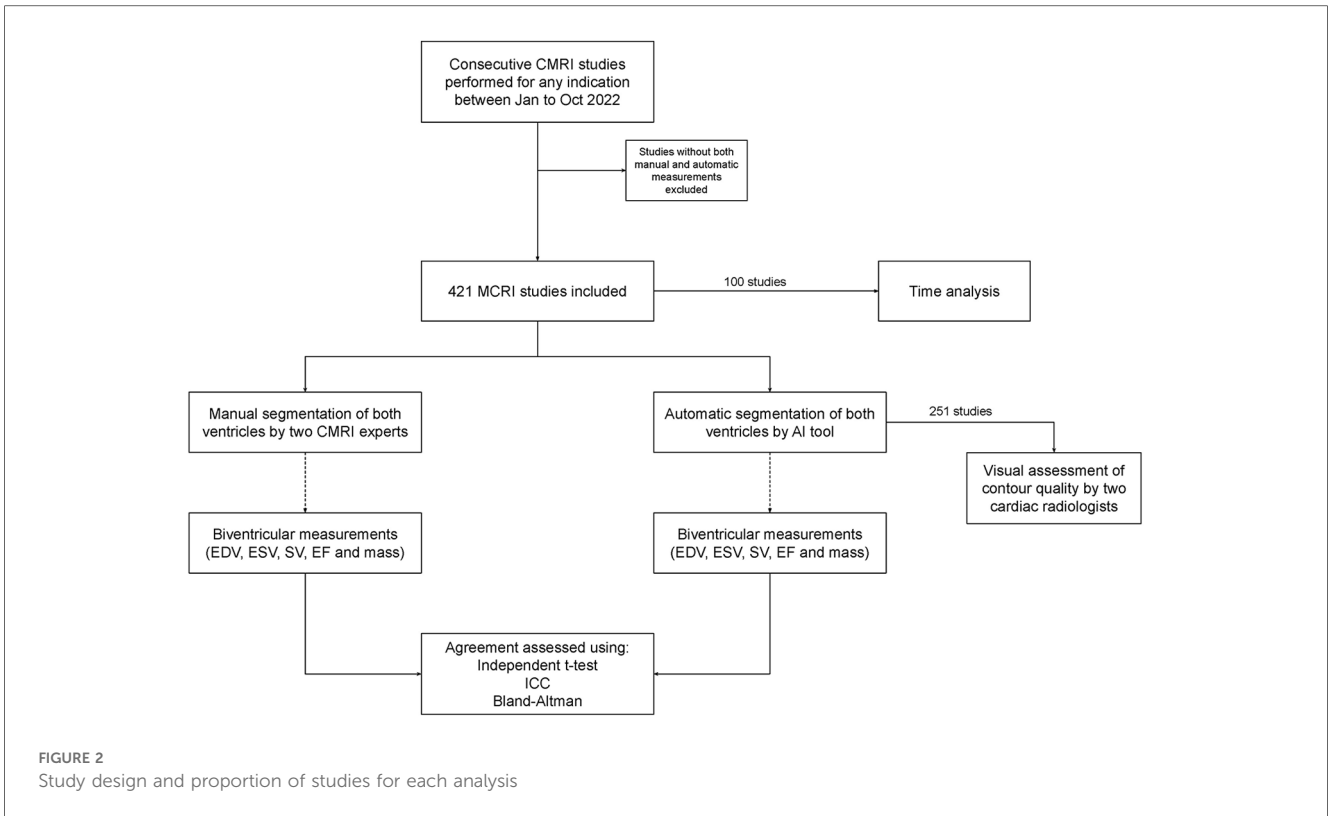 Consecutive CMRI studies
performed for any indication
between Jan to Oct 2022
Studies without both
manual and automatic
measurements
excluded
421 MCRI studies included
100 studies
Time analysis
Manual segmentation of both
ventricles by two CMRI experts
Automatic segmentation of both
ventricles by AI tool
251 studies
Visual assessment of
contour quality by two
cardiac radiologists
Biventricular measurements
(EDV, ESV, SV, EF and mass)
Biventricular measurements
(EDV, ESV, SV, EF and mass)
Agreement assessed using:
Independent t-test
ICC
Bland-Altman
FIGURE 2
Study design and proportion of studies for each analysis